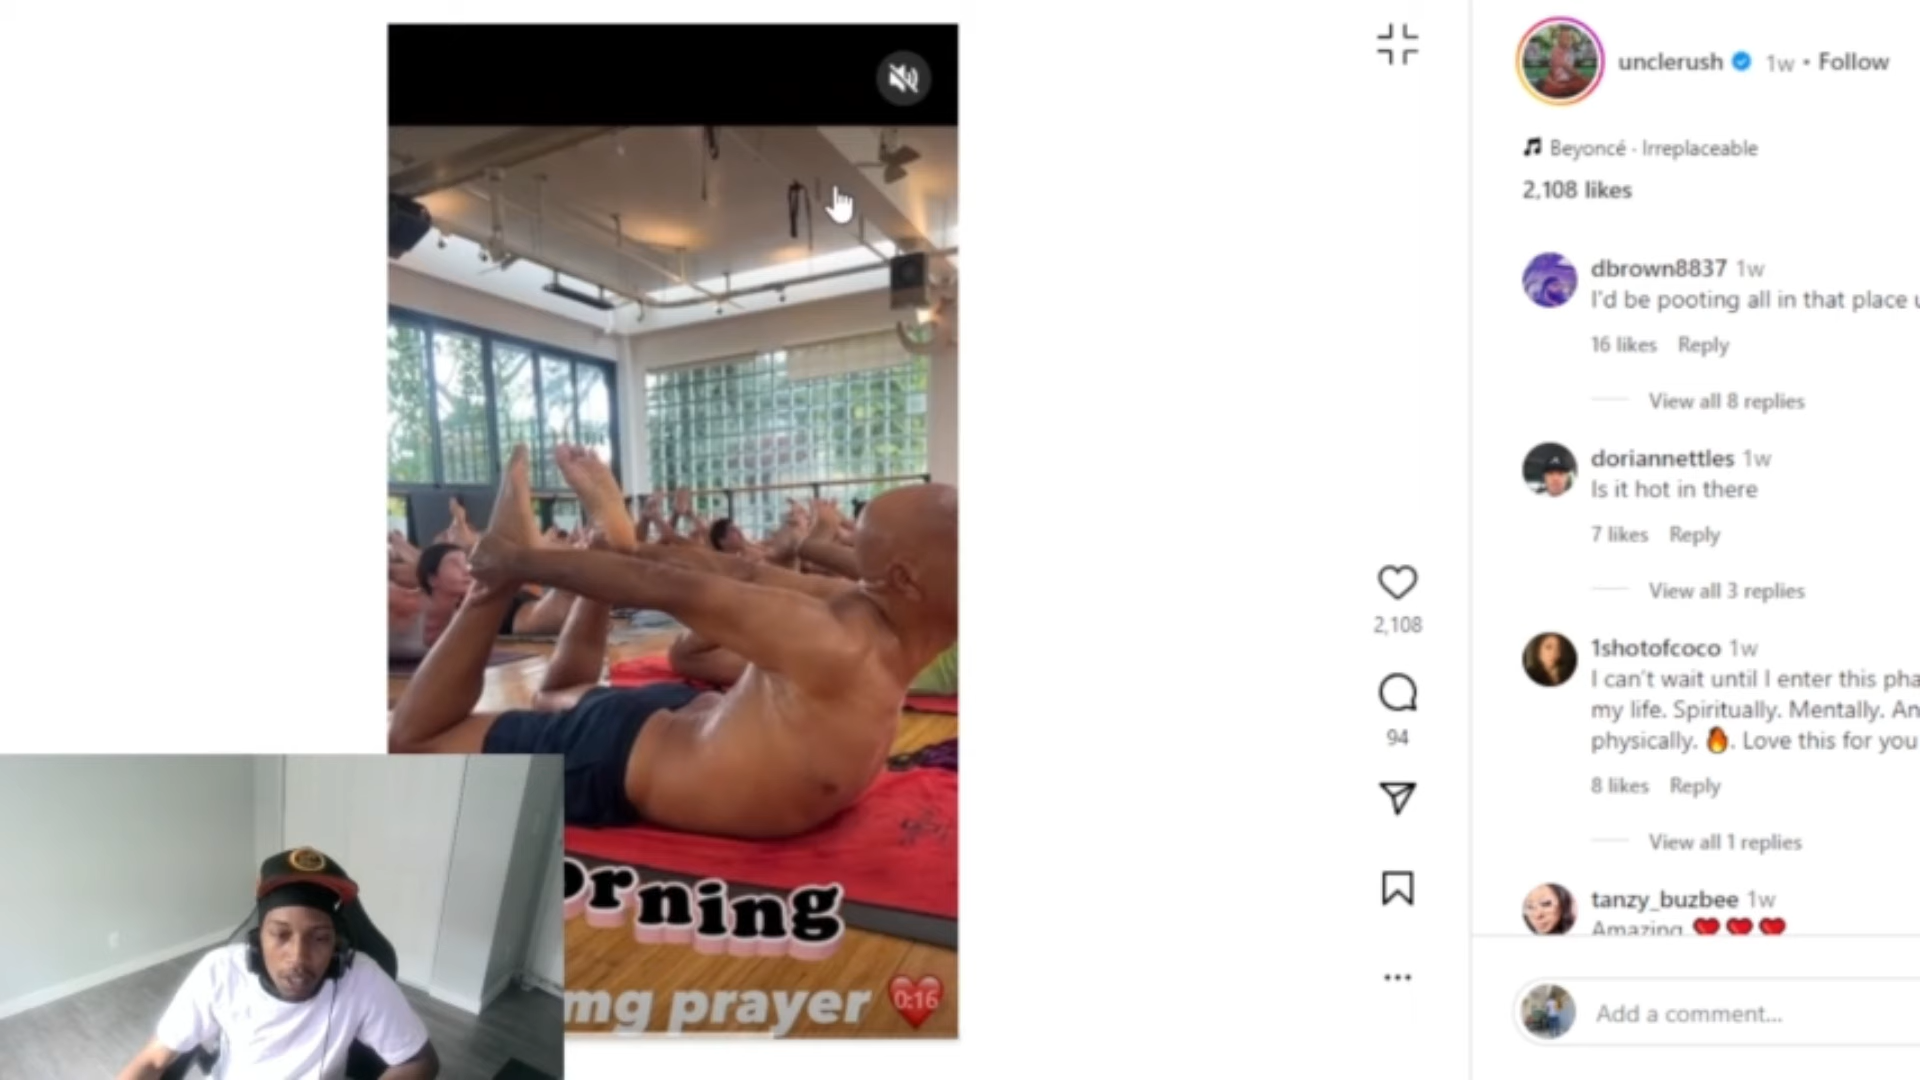 unclerush 1w • Follow
Beyoncé · Irreplaceable
2,108 likes
dbrown8837 1w
I'd be pooting all in that place
16 likes Reply
View all 8 replies
doriannettles 1w
Is it hot in there
7 likes Reply
View all 3 replies
1shotofcoco 1w
I can't wait until I enter this
my life. Spiritually. Mentally.
physically. 🔥. Love this for you
8 likes Reply
View all 1 replies
tanzy_buzbee 1w
Amazing ❤️❤️❤️
Add a comment...
2,108
94
orning
mg prayer
0:16